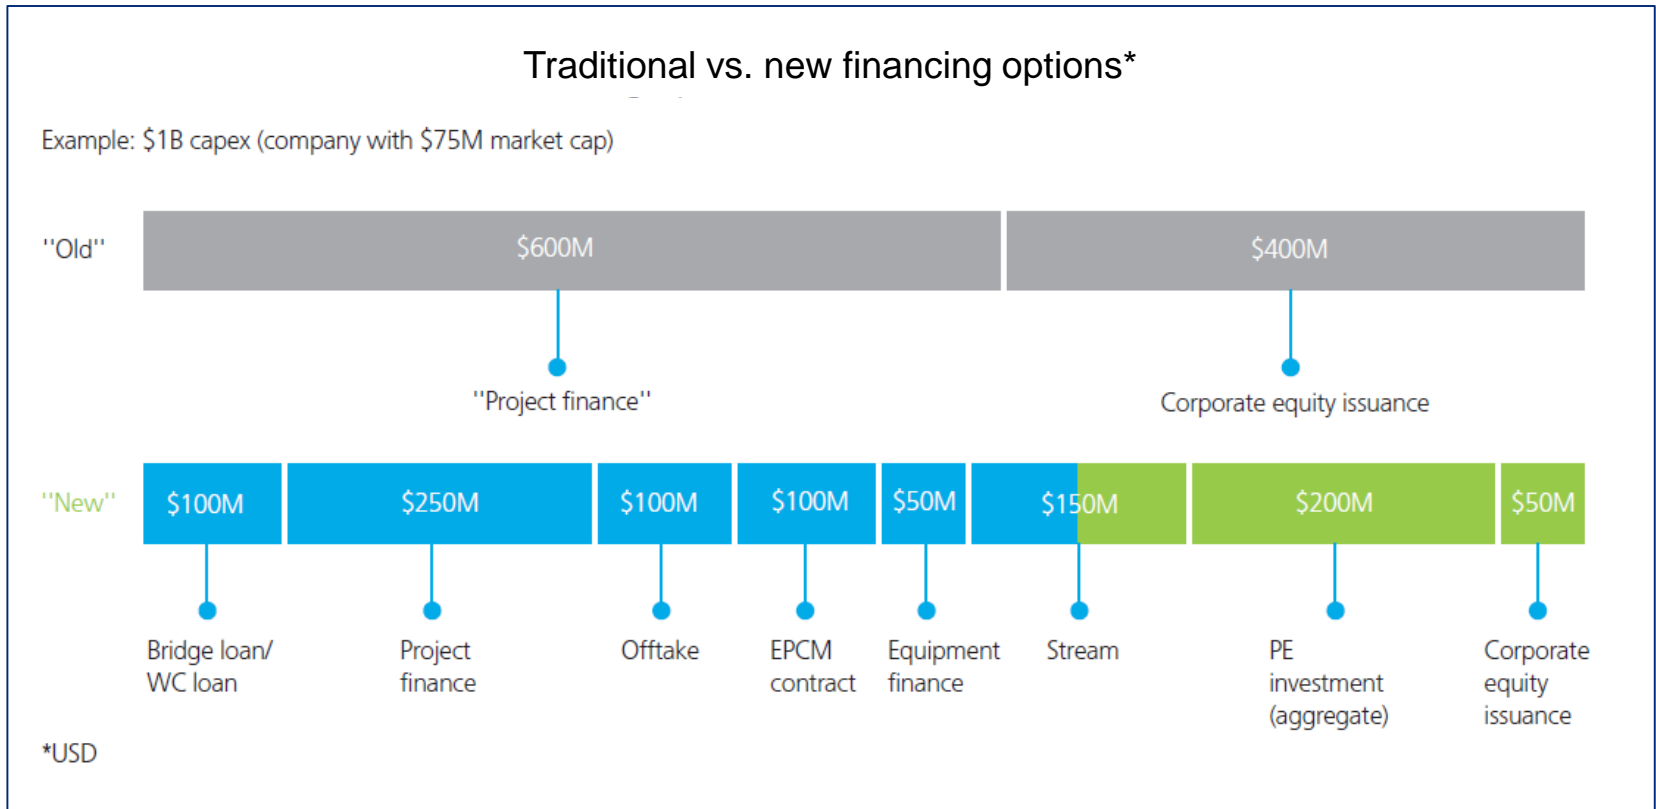 Traditional vs. new financing options*
Example: $1B capex (company with $75M market cap)
''Old''
$600M
$400M
''Project finance''
Corporate equity issuance
''New''
$100M
$250M
$100M
$100M
$50M
$150M
$200M
$50M
Bridge loan/
WC loan
Project
finance
Offtake
EPCM
contract
Equipment
finance
Stream
PE
investment
(aggregate)
Corporate
equity
issuance
*USD